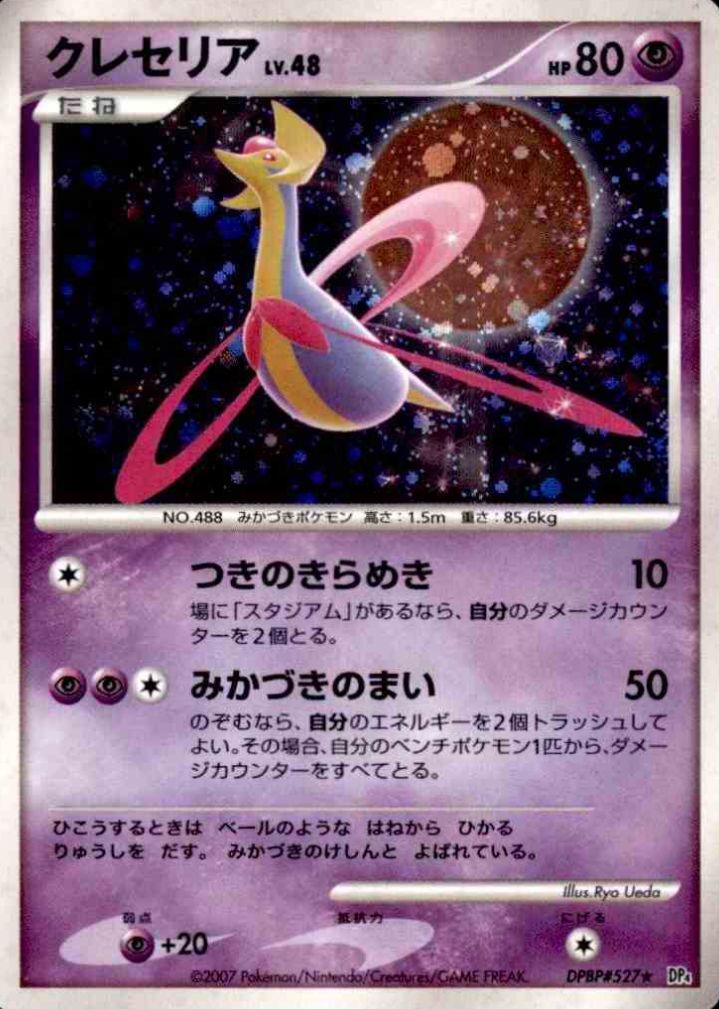 クレセリア LV.48 HP 80
たね
NO.488 みかづきポケモン 高さ：1.5m 重さ：85.6kg
つきのきらめき 10
場に「スタジアム」があるなら、自分のダメージカウン
ターを2個とる。
みかづきのまい 50
のぞむなら、自分のエネルギーを2個トラッシュして
よい。その場合、自分のベンチポケモン1匹から、ダメー
ジカウンターをすべてとる。
ひこうするときは ベールのような はねから ひかる
りゅうしを だす。 みかづきのけしんと よばれている。
Illus. Ryo Ueda
弱点 抵抗力 にげる
+20
©2007 Pokémon/Nintendo/Creatures/GAME FREAK. DPBP#527★ DP4